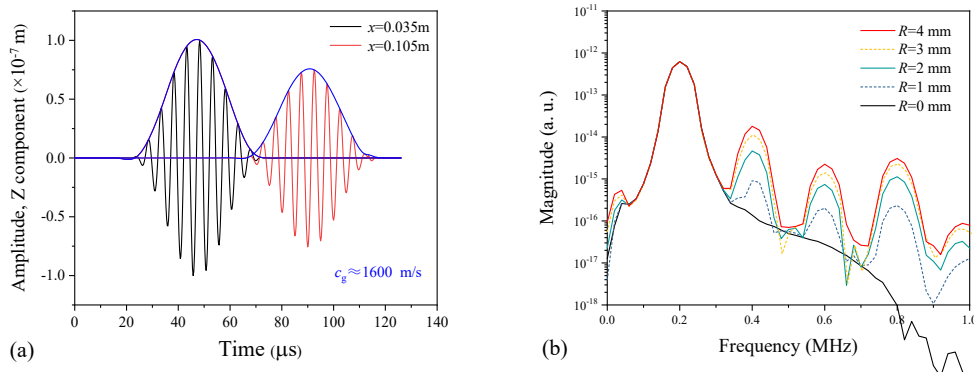 x=0.035m
x=0.105m
Amplitude, Z component (×10⁻⁷ m)
1.0
0.5
0.0
-0.5
-1.0
c_g≈1600 m/s
0 20 40 60 80 100 120 140
Time (μs)
(a)
R=4 mm
R=3 mm
R=2 mm
R=1 mm
R=0 mm
Magnitude (a. u.)
10⁻¹¹
10⁻¹²
10⁻¹³
10⁻¹⁴
10⁻¹⁵
10⁻¹⁶
10⁻¹⁷
10⁻¹⁸
0.0 0.2 0.4 0.6 0.8 1.0
Frequency (MHz)
(b)